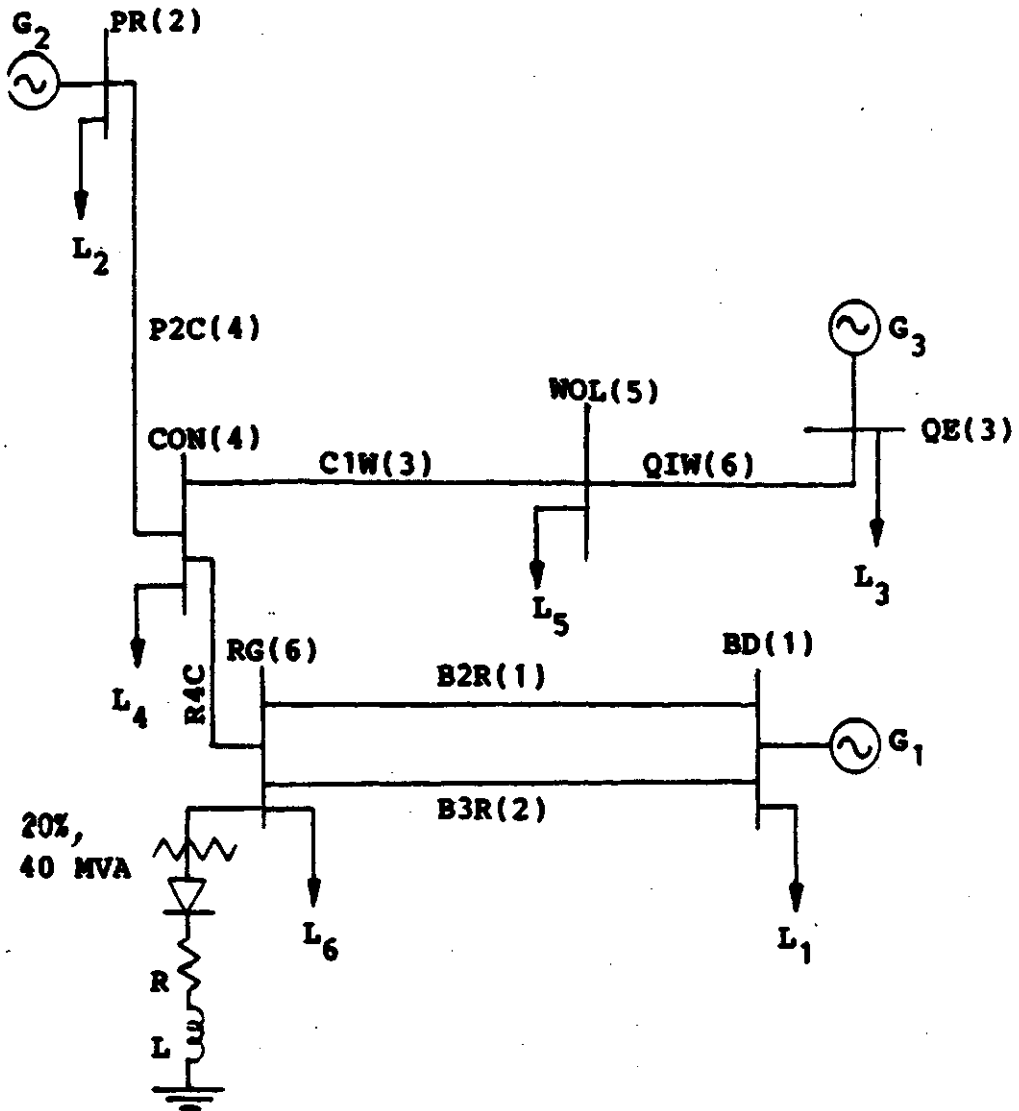 G2
PR(2)
L2
P2C(4)
G3
WOL(5)
QE(3)
CON(4)
C1W(3)
QIW(6)
L5
L3
RG(6)
BD(1)
B2R(1)
L4
R4C
G1
B3R(2)
20%,
40 MVA
L6
L1
R
L